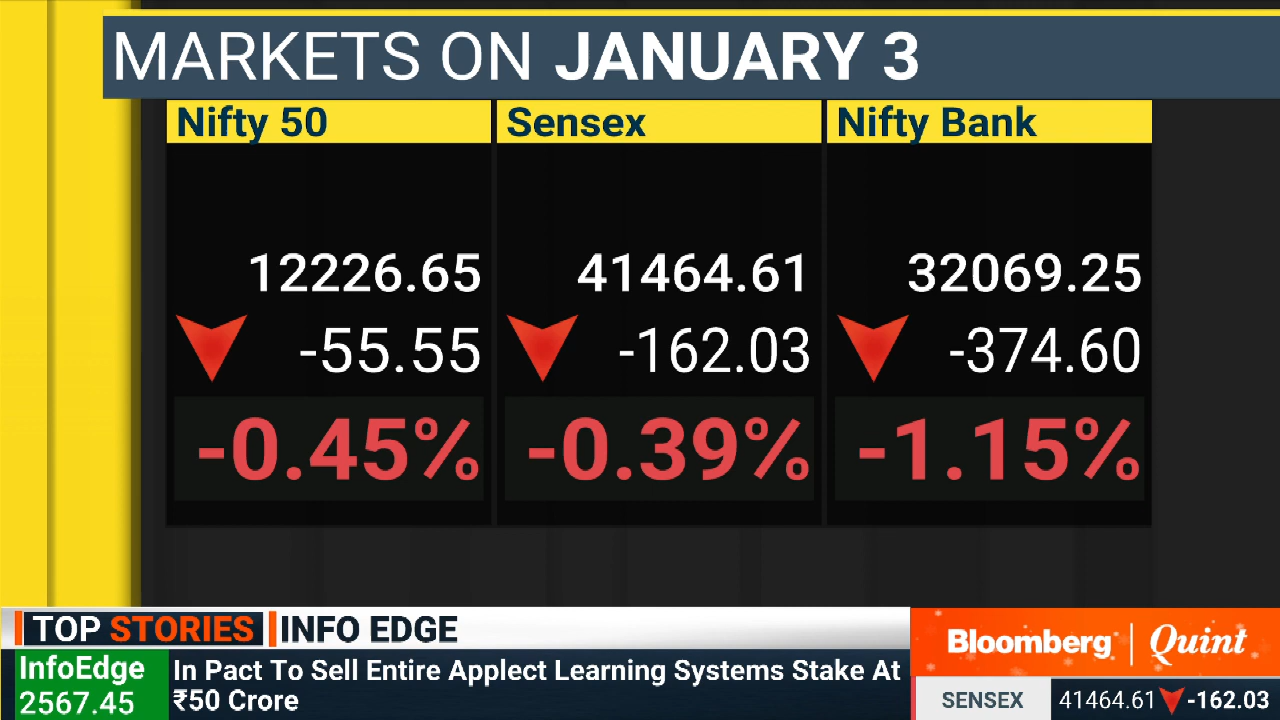 MARKETS ON JANUARY 3
Nifty 50
12226.65
-55.55
-0.45%
Sensex
41464.61
-162.03
-0.39%
Nifty Bank
32069.25
-374.60
-1.15%
TOP STORIES INFO EDGE
InfoEdge
2567.45
In Pact To Sell Entire Applect Learning Systems Stake At
₹50 Crore
Bloomberg | Quint
SENSEX 41464.61 -162.03